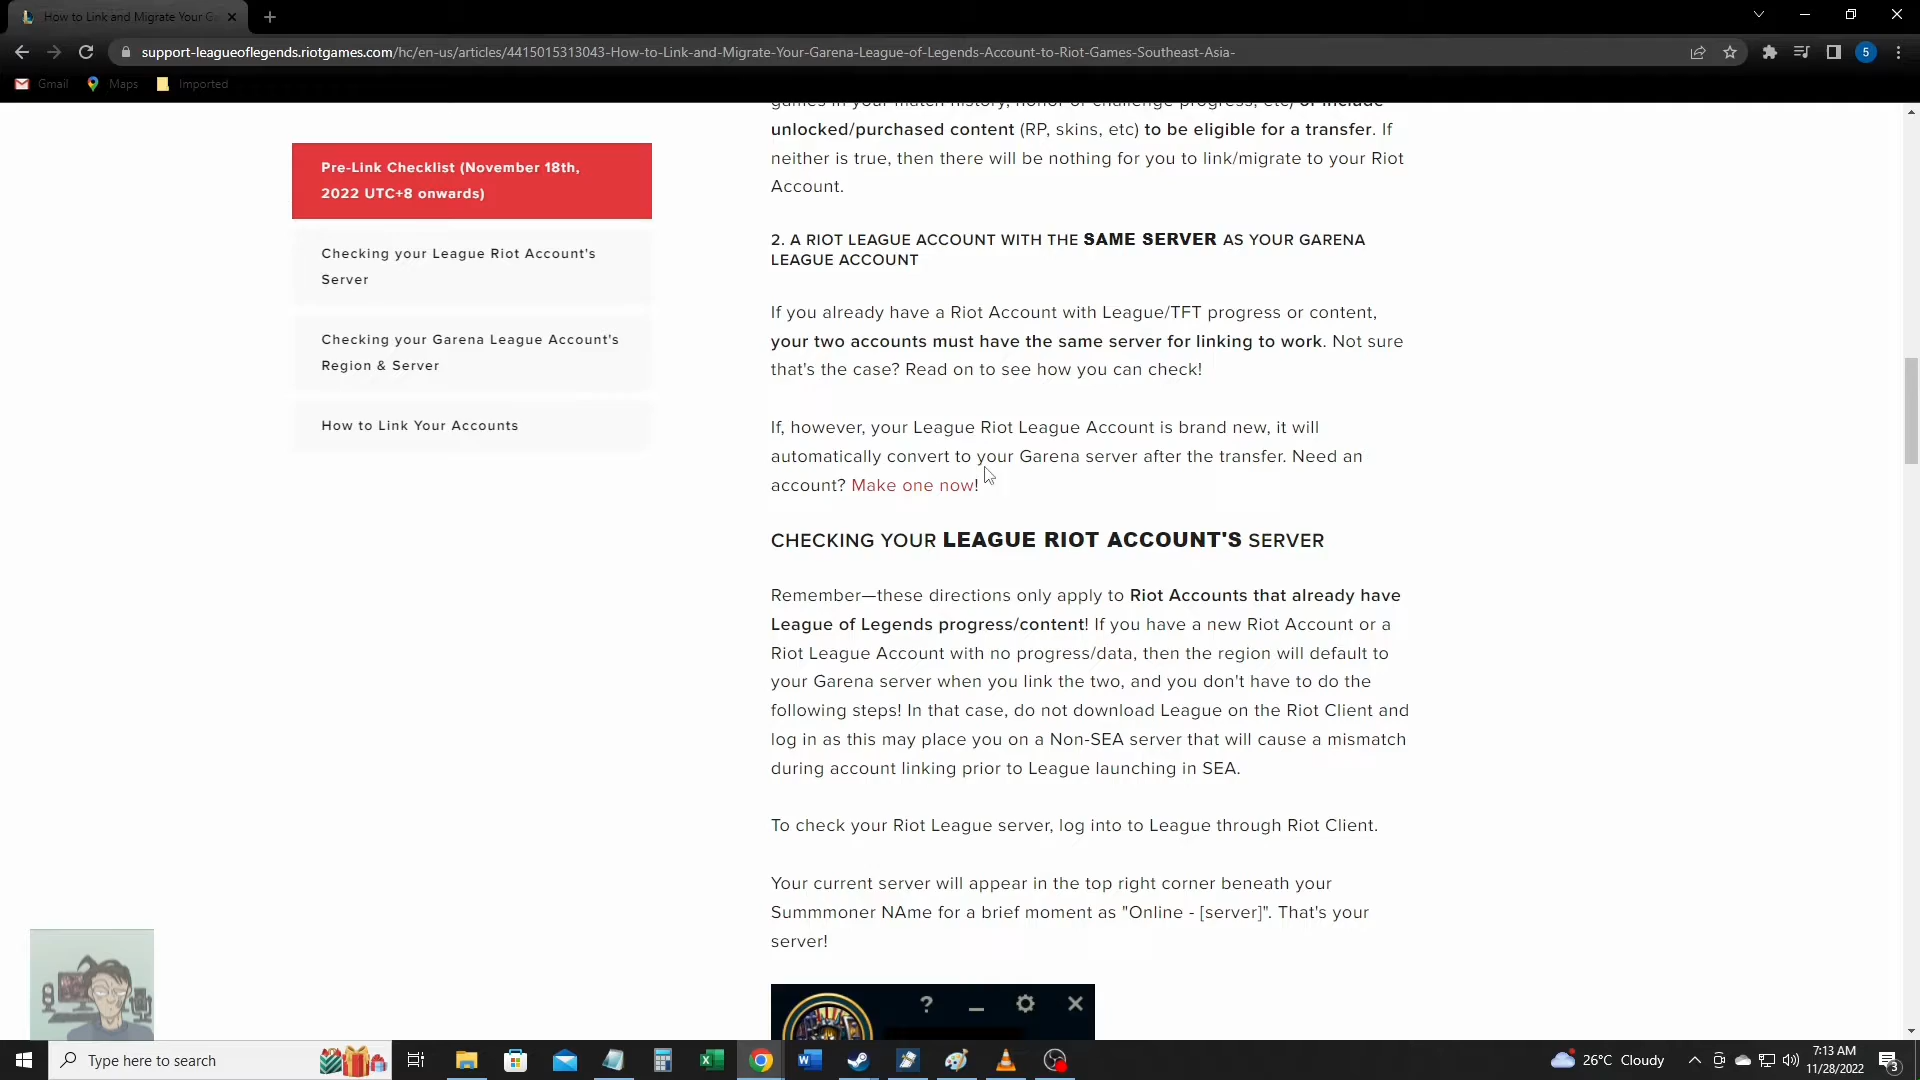 How to Link and Migrate Your G
support-leagueoflegends.riotgames.com/hc/en-us/articles/4415015313043-How-to-Link-and-Migrate-Your-Garena-League-of-Legends-Account-to-Riot-Games-Southeast-Asia-
5
Gmail
Maps
Imported
Pre-Link Checklist (November 18th,
2022 UTC+8 onwards)
Checking your League Riot Account's
Server
Checking your Garena League Account's
Region & Server
How to Link Your Accounts
games in your match history, honor or challenge progress, etc) or include
unlocked/purchased content (RP, skins, etc) to be eligible for a transfer. If
neither is true, then there will be nothing for you to link/migrate to your Riot
Account.
2. A RIOT LEAGUE ACCOUNT WITH THE SAME SERVER AS YOUR GARENA
LEAGUE ACCOUNT
If you already have a Riot Account with League/TFT progress or content,
your two accounts must have the same server for linking to work. Not sure
that's the case? Read on to see how you can check!
If, however, your League Riot League Account is brand new, it will
automatically convert to your Garena server after the transfer. Need an
account? Make one now!
CHECKING YOUR LEAGUE RIOT ACCOUNT'S SERVER
Remember—these directions only apply to Riot Accounts that already have
League of Legends progress/content! If you have a new Riot Account or a
Riot League Account with no progress/data, then the region will default to
your Garena server when you link the two, and you don't have to do the
following steps! In that case, do not download League on the Riot Client and
log in as this may place you on a Non-SEA server that will cause a mismatch
during account linking prior to League launching in SEA.
To check your Riot League server, log into to League through Riot Client.
Your current server will appear in the top right corner beneath your
Summmoner NAme for a brief moment as "Online - [server]". That's your
server!
Type here to search
26°C Cloudy
7:13 AM
11/28/2022
3